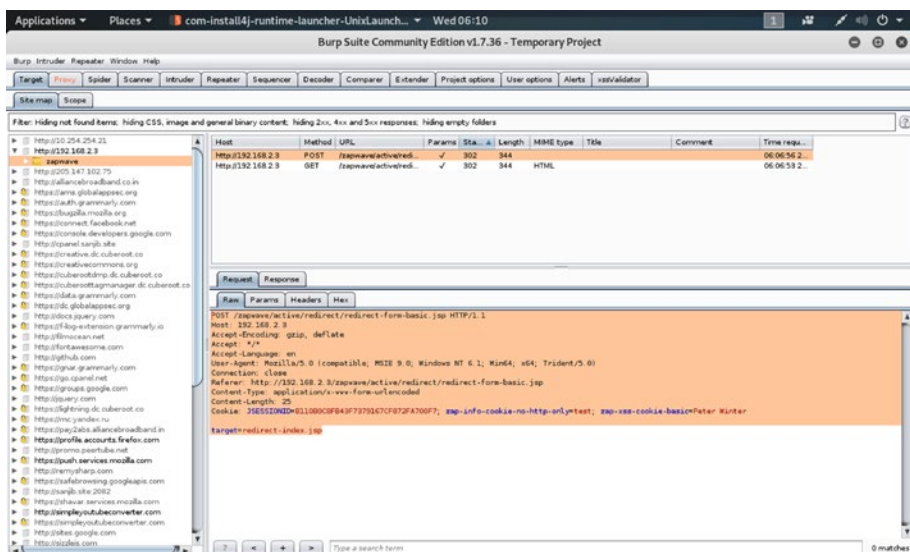 Applications ▾ Places ▾ com-install4j-runtime-launcher-UnixLaunch... ▾ Wed 06:10 1
Burp Suite Community Edition v1.7.36 - Temporary Project
Burp Intruder Repeater Window Help
Target Proxy Spider Scanner Intruder Repeater Sequencer Decoder Comparer Extender Project options User options Alerts xssValidator
Site map Scope
Filter: Hiding not found items; hiding CSS, image and general binary content; hiding 2xx, 4xx and 5xx responses; hiding empty folders
http://10.254.254.21
http://192.168.2.3
zapwave
http://205.147.102.75
http://alliancebroadband.co.in
https://ams.globalappsec.org
https://auth.grammarly.com
https://bugzilla.mozilla.org
https://connect.facebook.net
https://console.developers.google.com
http://cpanel.sanjib.site
https://creative.dc.cuberoot.co
https://creativecommons.org
https://cuberootdmp.dc.cuberoot.co
https://cuberoottagmanager.dc.cuberoot.co
https://data.grammarly.com
https://dc.globalappsec.org
http://docs.jquery.com
https://f-log-extension.grammarly.io
http://filmocean.net
http://fontawesome.com
http://github.com
https://gnar.grammarly.com
https://go.cpanel.net
https://groups.google.com
http://jquery.com
https://lightning.dc.cuberoot.co
https://mc.yandex.ru
https://pay2abs.alliancebroadband.in
https://profile.accounts.firefox.com
http://promo.peertube.net
https://push.services.mozilla.com
http://remysharp.com
https://safebrowsing.googleapis.com
http://sanjib.site:2082
https://shavar.services.mozilla.com
http://simpleyoutubeconverter.com
https://simpleyoutubeconverter.com
http://sites.google.com
http://sizzlejs.com
Host Method URL Params Sta... Length MIME type Title Comment Time requ...
http://192.168.2.3 POST /zapwave/active/redi... ✓ 302 344 06:06:56 2...
http://192.168.2.3 GET /zapwave/active/redi... ✓ 302 344 HTML 06:06:53 2...
Request Response
Raw Params Headers Hex
POST /zapwave/active/redirect/redirect-form-basic.jsp HTTP/1.1
Host: 192.168.2.3
Accept-Encoding: gzip, deflate
Accept: */*
Accept-Language: en
User-Agent: Mozilla/5.0 (compatible; MSIE 9.0; Windows NT 6.1; Win64; x64; Trident/5.0)
Connection: close
Referer: http://192.168.2.3/zapwave/active/redirect/redirect-form-basic.jsp
Content-Type: application/x-www-form-urlencoded
Content-Length: 25
Cookie: zap-info-cookie-no-http-only=test; zap-xss-cookie-basic=Peter Winter
target=redirect-index.jsp
? < + > Type a search term 0 matches